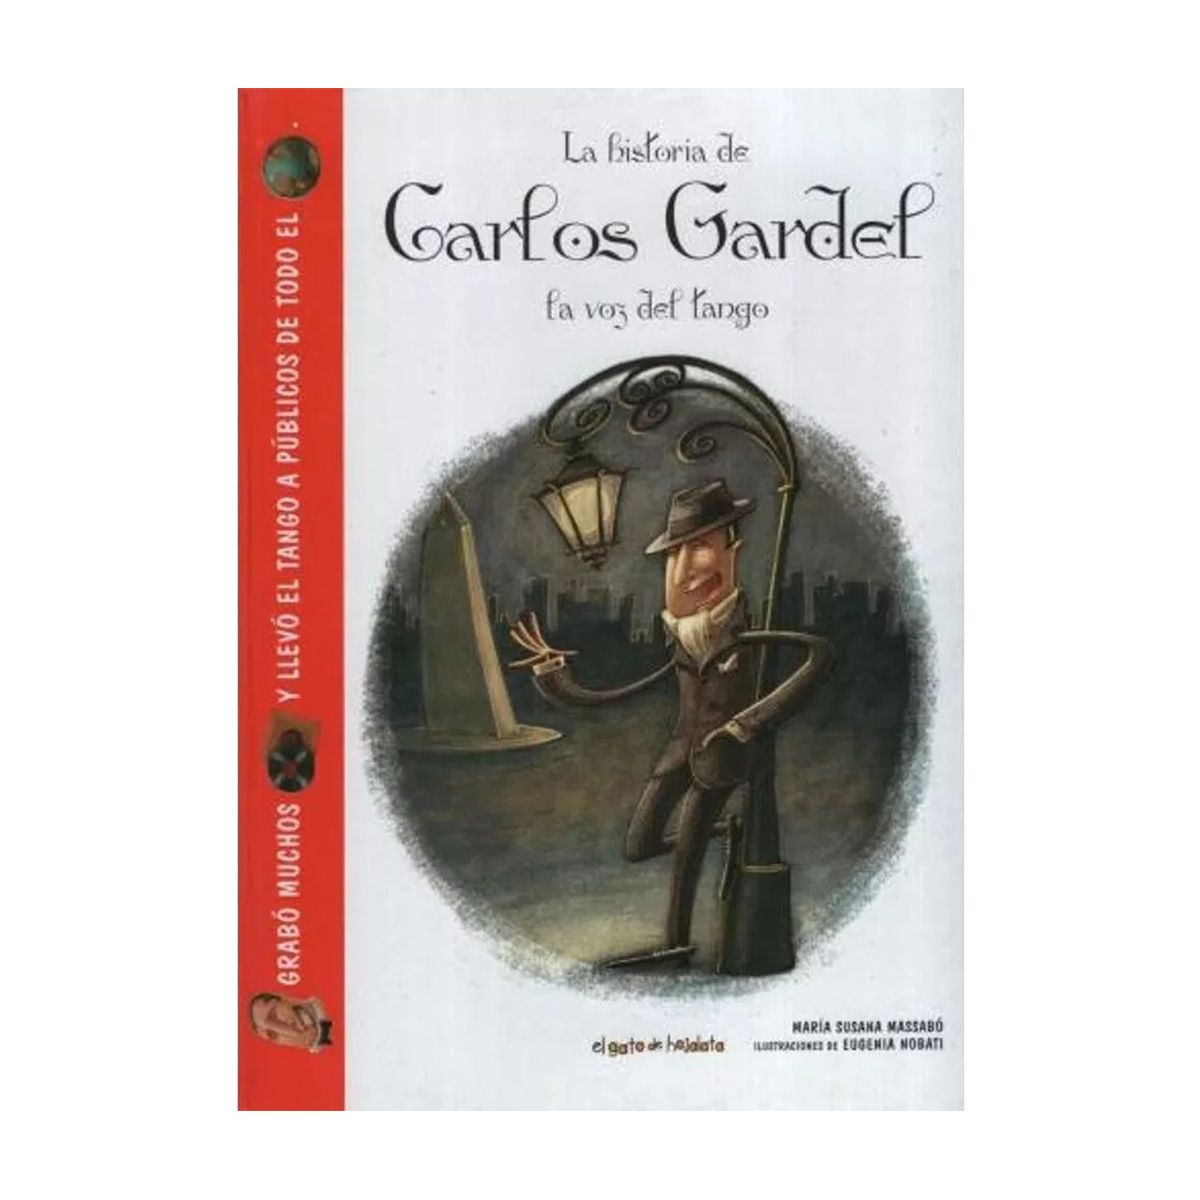 La historia de
Carlos Gardel
la voz del tango
GRABÓ MUCHOS Y LLEVÓ EL TANGO A PÚBLICOS DE TODO EL .
MARÍA SUSANA MASSABÓ
el gato de hojalata
ILUSTRACIONES DE EUGENIA NOBATI